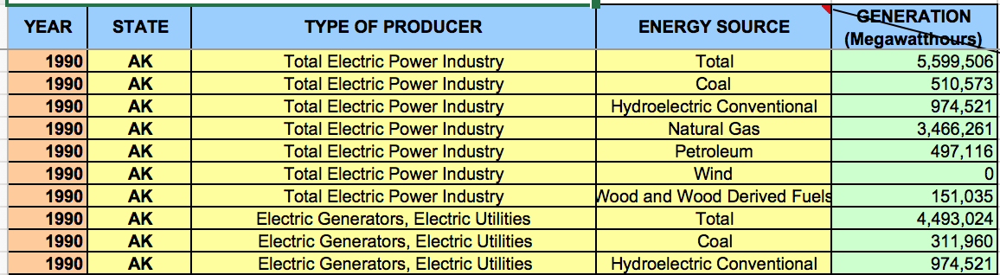 YEAR STATE TYPE OF PRODUCER ENERGY SOURCE GENERATION (Megawatthours)
1990 AK Total Electric Power Industry Total 5,599,506
1990 AK Total Electric Power Industry Coal 510,573
1990 AK Total Electric Power Industry Hydroelectric Conventional 974,521
1990 AK Total Electric Power Industry Natural Gas 3,466,261
1990 AK Total Electric Power Industry Petroleum 497,116
1990 AK Total Electric Power Industry Wind 0
1990 AK Total Electric Power Industry Wood and Wood Derived Fuels 151,035
1990 AK Electric Generators, Electric Utilities Total 4,493,024
1990 AK Electric Generators, Electric Utilities Coal 311,960
1990 AK Electric Generators, Electric Utilities Hydroelectric Conventional 974,521